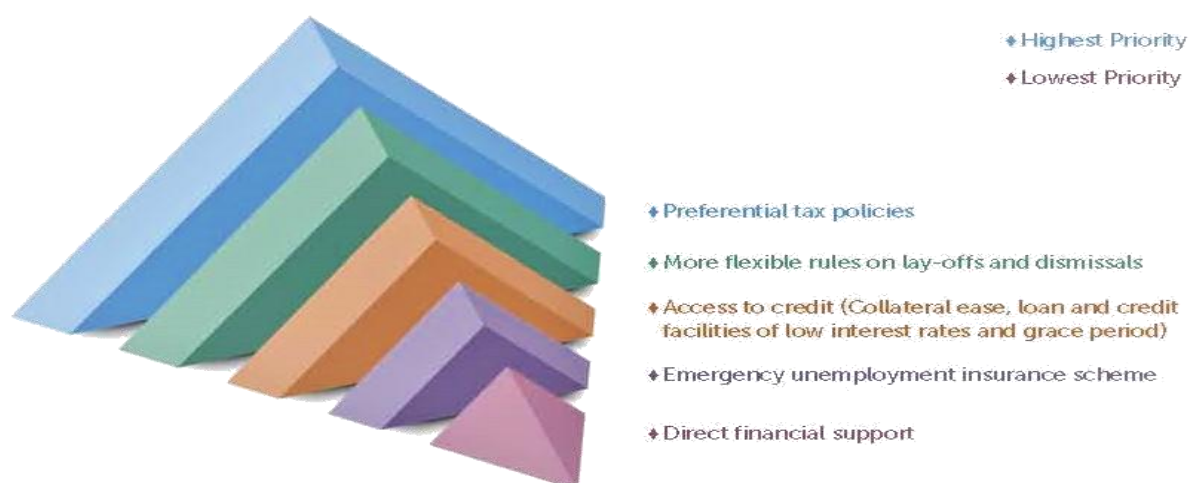 ♦ Highest Priority
♦ Lowest Priority
♦ Preferential tax policies
♦ More flexible rules on lay-offs and dismissals
♦ Access to credit (Collateral ease, loan and credit
facilities of low interest rates and grace period)
♦ Emergency unemployment insurance scheme
♦ Direct financial support